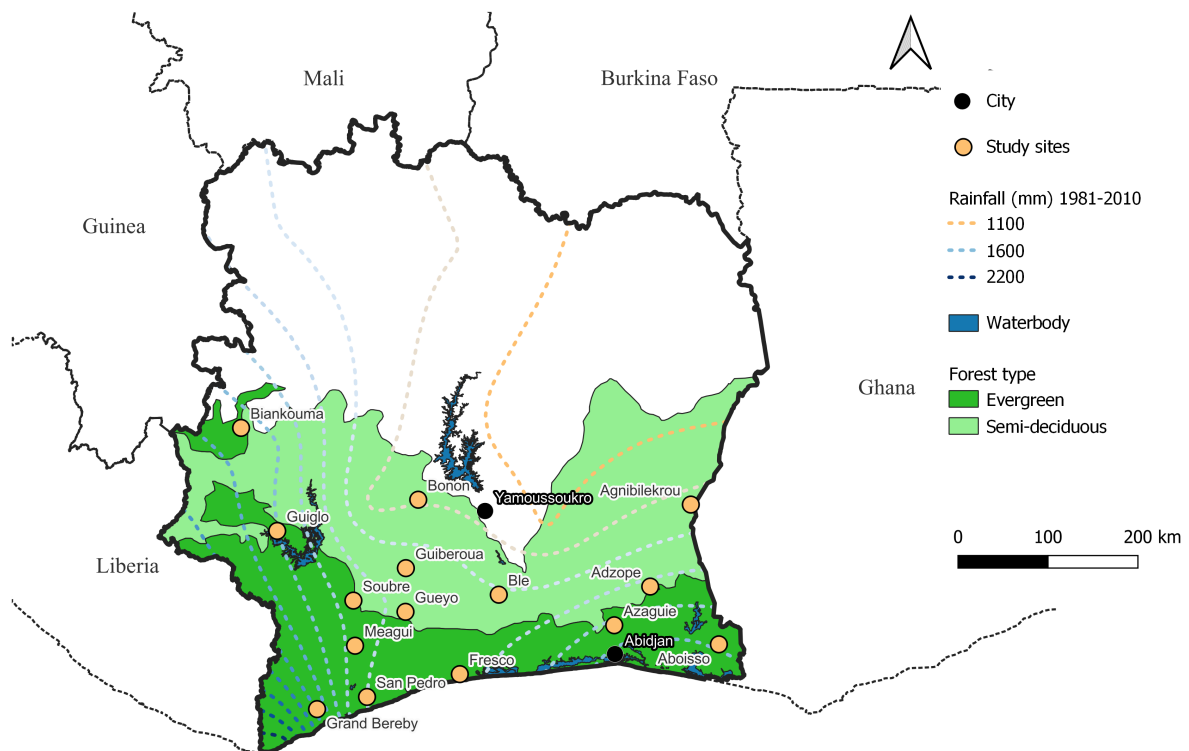 Mali
Burkina Faso
Guinea
Ghana
Liberia
City
Study sites
Rainfall (mm) 1981-2010
1100
1600
2200
Waterbody
Forest type
Evergreen
Semi-deciduous
0 100 200 km
Biankouma
Bonon
Yamoussoukro
Agnibilekrou
Guiglo
Guiberoua
Ble
Adzope
Soubre
Gueyo
Azaguie
Meagui
Abidjan
Aboisso
Fresco
San Pedro
Grand Bereby